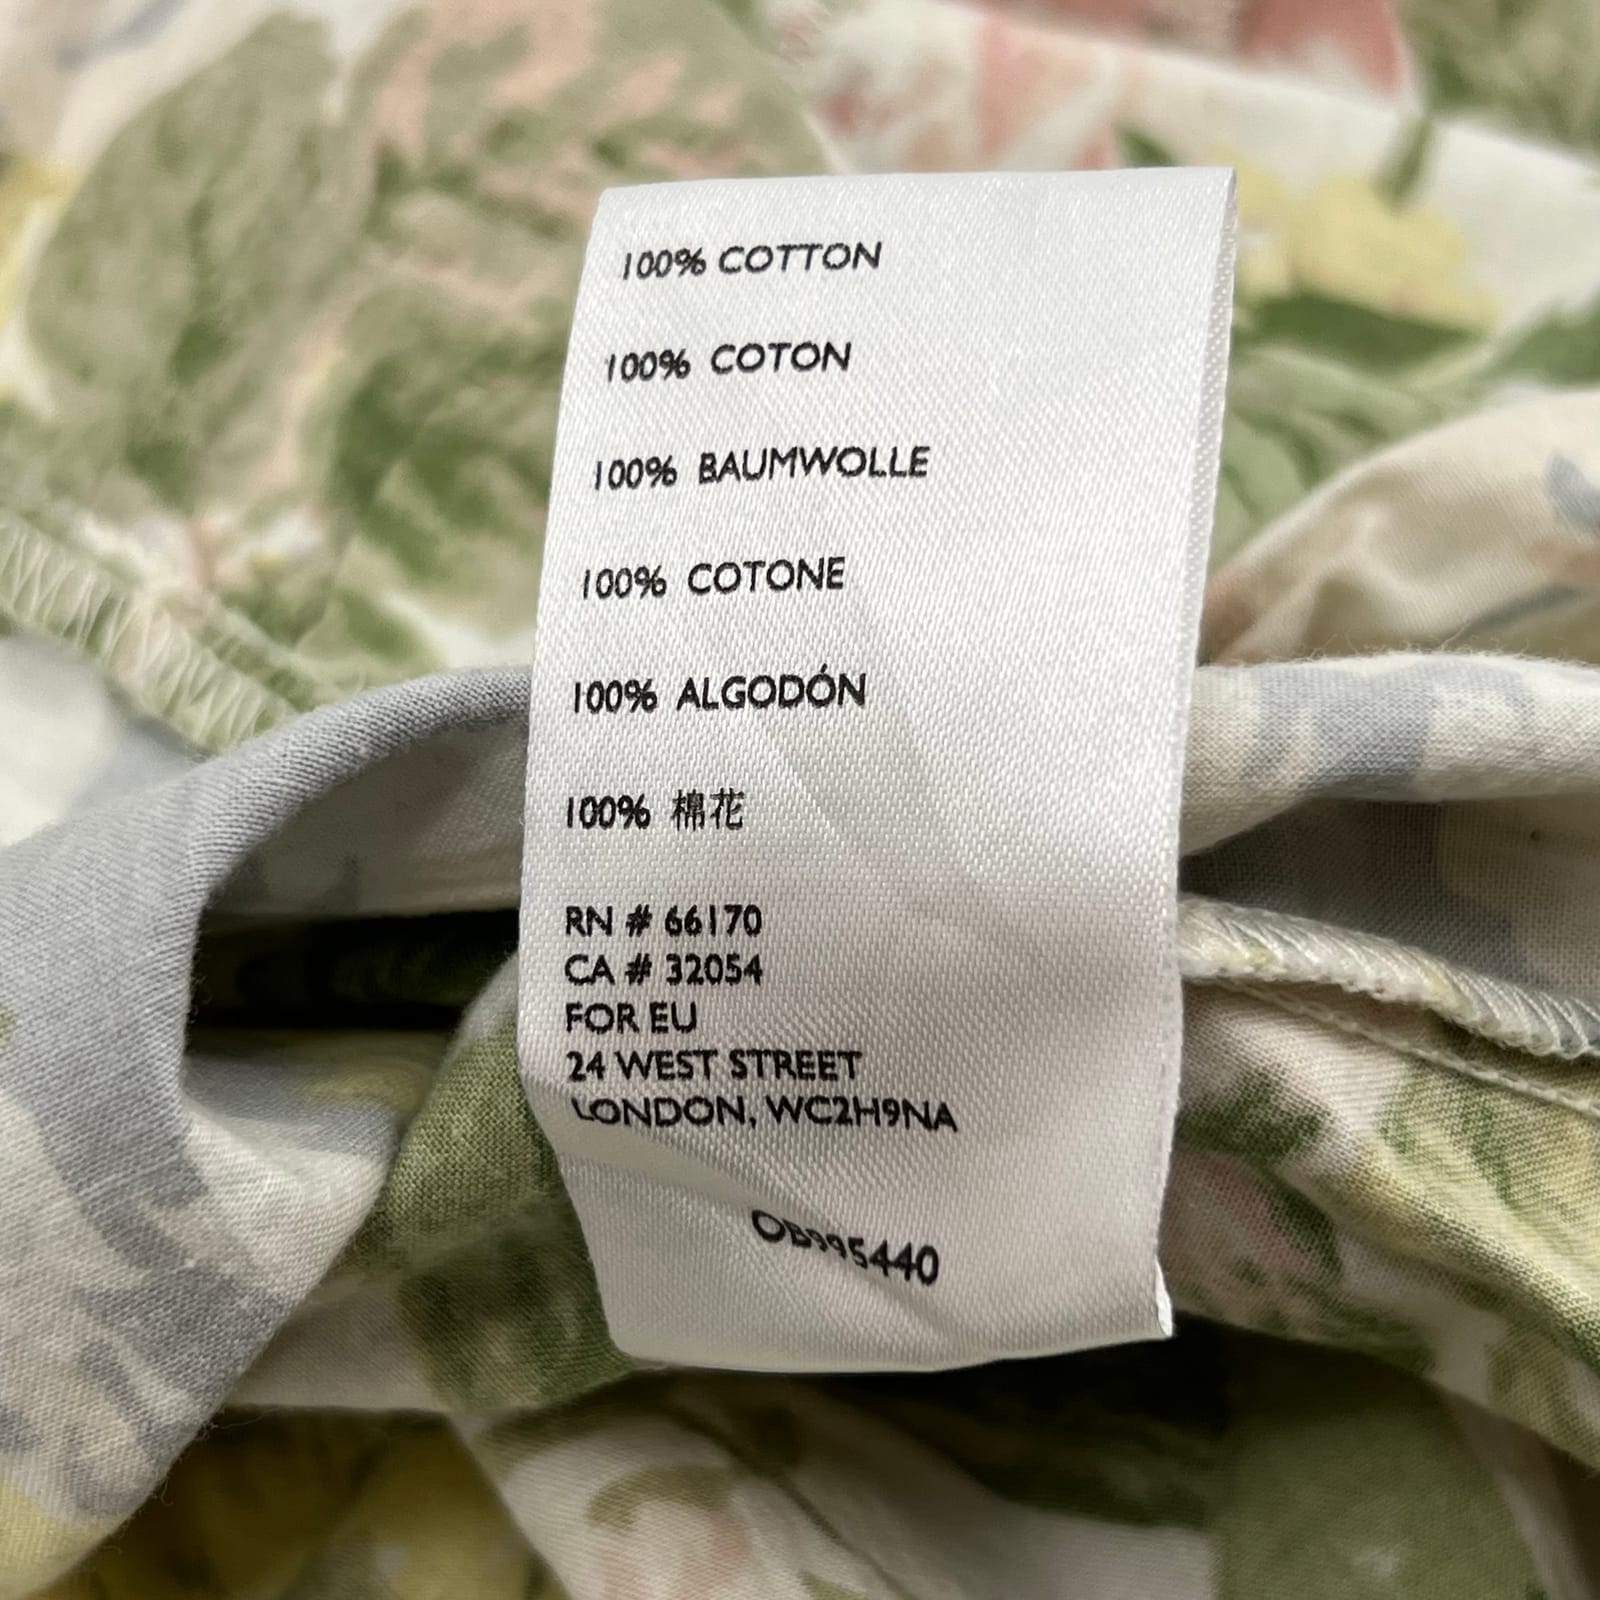 100% COTTON
100% COTON
100% BAUMWOLLE
100% COTONE
100% ALGODÓN
100% 棉花
RN # 66170
CA # 32054
FOR EU
24 WEST STREET
LONDON, WC2H9NA
OB995440